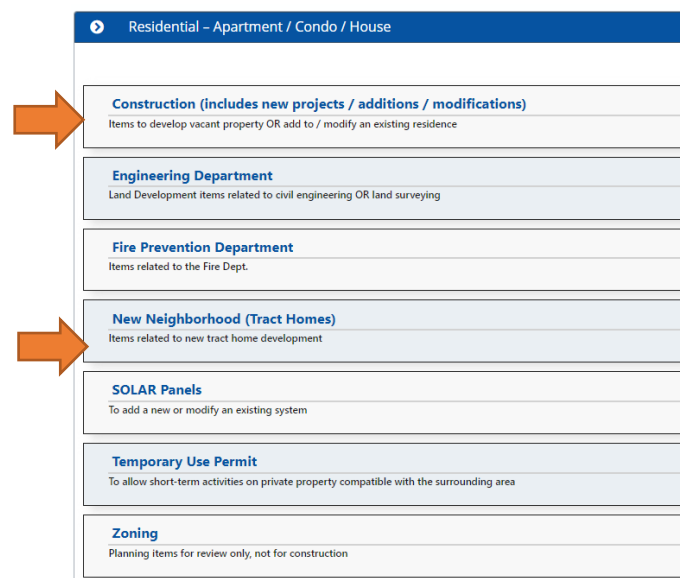 Residential – Apartment / Condo / House
Construction (includes new projects / additions / modifications)
Items to develop vacant property OR add to / modify an existing residence
Engineering Department
Land Development items related to civil engineering OR land surveying
Fire Prevention Department
Items related to the Fire Dept.
New Neighborhood (Tract Homes)
Items related to new tract home development
SOLAR Panels
To add a new or modify an existing system
Temporary Use Permit
To allow short-term activities on private property compatible with the surrounding area
Zoning
Planning items for review only, not for construction